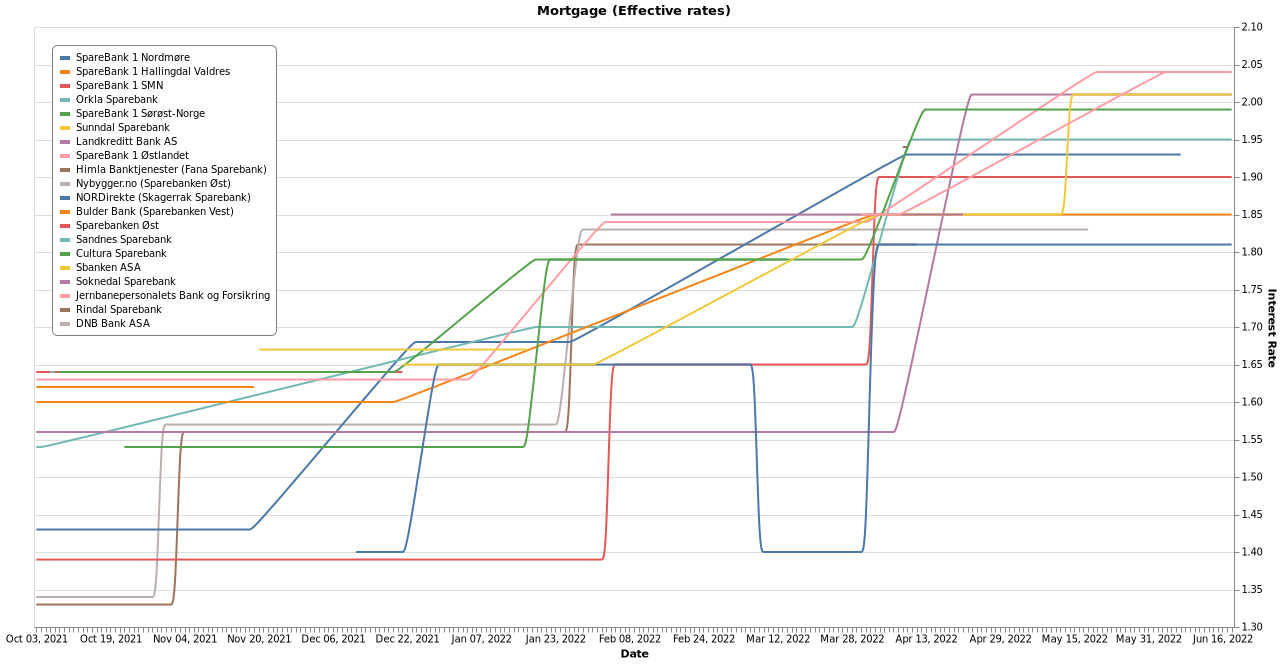 Mortgage (Effective rates)
SpareBank 1 Nordmøre
SpareBank 1 Hallingdal Valdres
SpareBank 1 SMN
Orkla Sparebank
SpareBank 1 Sørøst-Norge
Sunndal Sparebank
Landkreditt Bank AS
SpareBank 1 Østlandet
Himla Banktjenester (Fana Sparebank)
Nybygger.no (Sparebanken Øst)
NORDirekte (Skagerrak Sparebank)
Bulder Bank (Sparebanken Vest)
Sparebanken Øst
Sandnes Sparebank
Cultura Sparebank
Sbanken ASA
Soknedal Sparebank
Jernbanepersonalets Bank og Forsikring
Rindal Sparebank
DNB Bank ASA
2.10
2.05
2.00
1.95
1.90
1.85
1.80
1.75
1.70
1.65
1.60
1.55
1.50
1.45
1.40
1.35
1.30
Interest Rate
Oct 03, 2021 Oct 19, 2021 Nov 04, 2021 Nov 20, 2021 Dec 06, 2021 Dec 22, 2021 Jan 07, 2022 Jan 23, 2022 Feb 08, 2022 Feb 24, 2022 Mar 12, 2022 Mar 28, 2022 Apr 13, 2022 Apr 29, 2022 May 15, 2022 May 31, 2022 Jun 16, 2022
Date